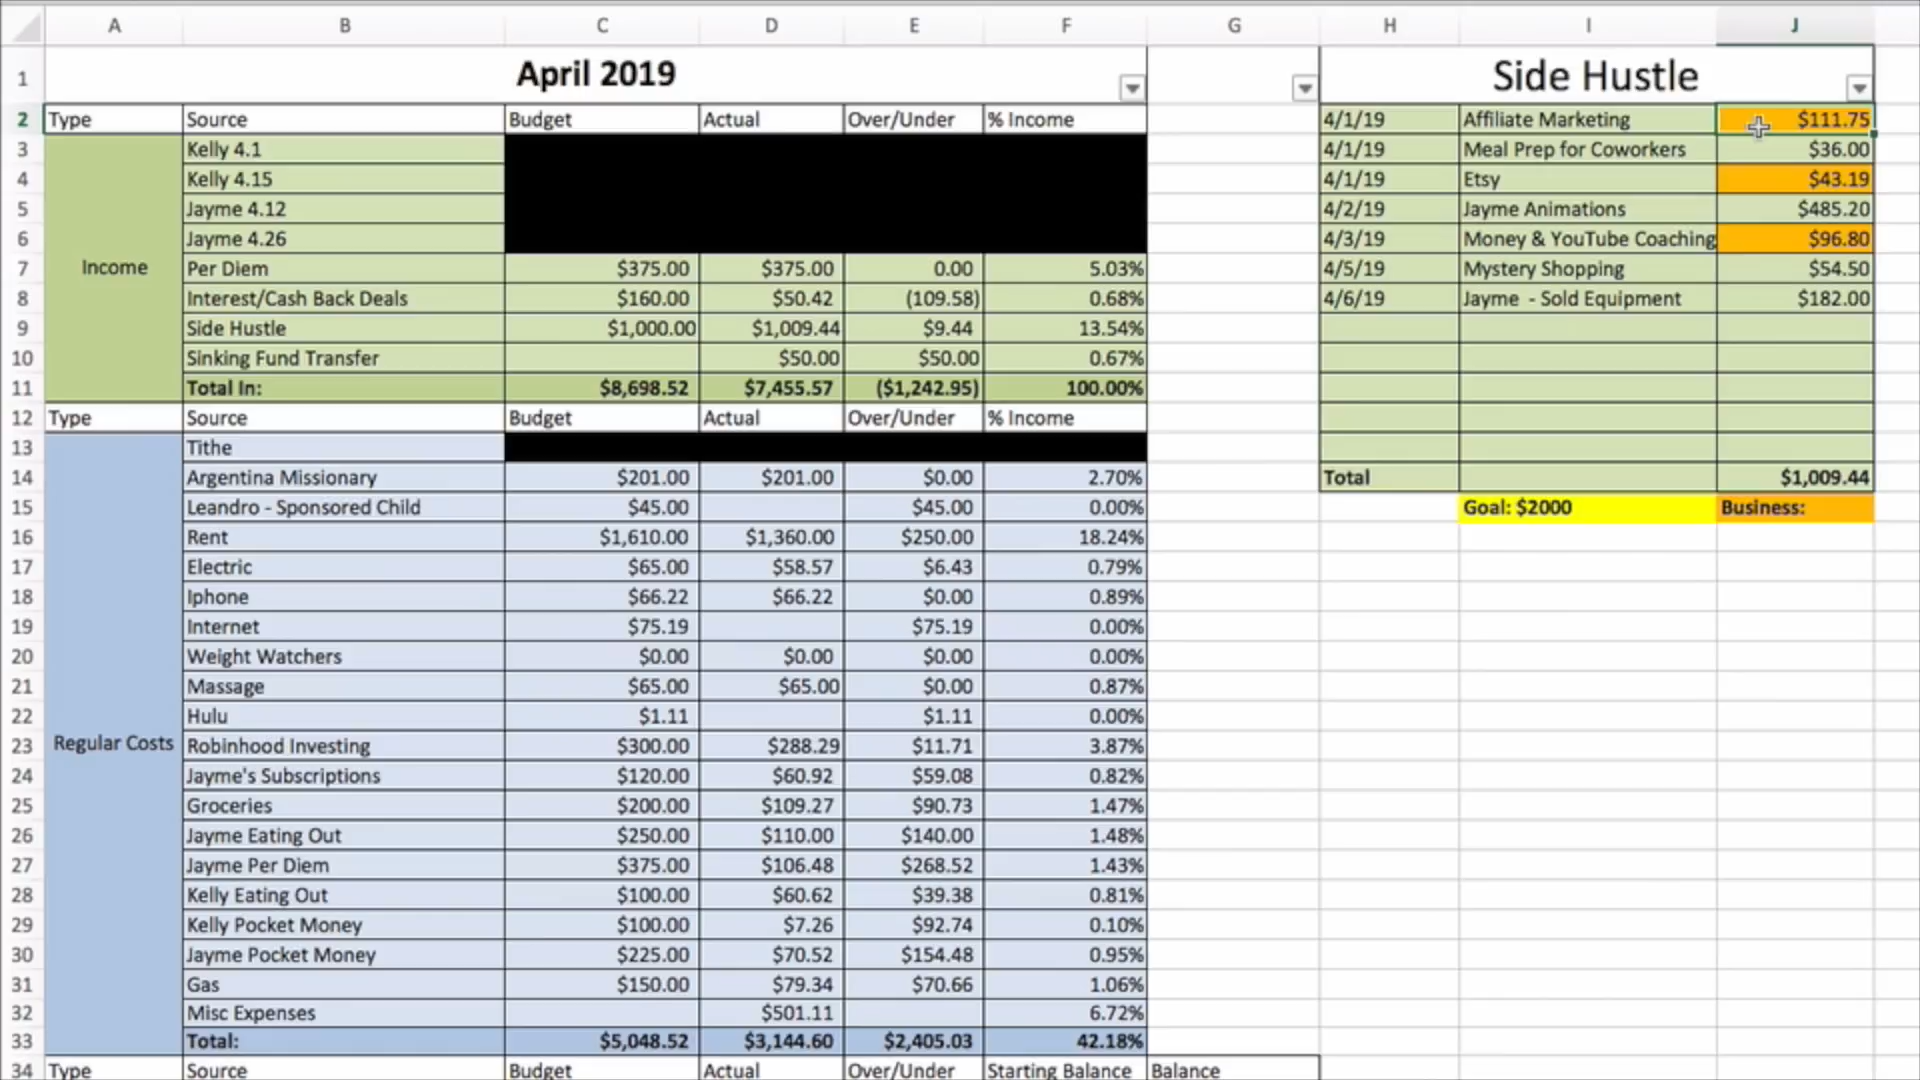 A B C D E F G H I J
1 April 2019 Side Hustle
2 Type Source Budget Actual Over/Under % Income 4/1/19 Affiliate Marketing $111.75
3 Kelly 4.1 4/1/19 Meal Prep for Coworkers $36.00
4 Kelly 4.15 4/1/19 Etsy $43.19
5 Jayme 4.12 4/2/19 Jayme Animations $485.20
6 Jayme 4.26 4/3/19 Money & YouTube Coaching $96.80
7 Income Per Diem $375.00 $375.00 0.00 5.03% 4/5/19 Mystery Shopping $54.50
8 Interest/Cash Back Deals $160.00 $50.42 (109.58) 0.68% 4/6/19 Jayme - Sold Equipment $182.00
9 Side Hustle $1,000.00 $1,009.44 $9.44 13.54%
10 Sinking Fund Transfer $50.00 $50.00 0.67%
11 Total In: $8,698.52 $7,455.57 ($1,242.95) 100.00%
12 Type Source Budget Actual Over/Under % Income
13 Tithe
14 Argentina Missionary $201.00 $201.00 $0.00 2.70% Total $1,009.44
15 Leandro - Sponsored Child $45.00 $45.00 0.00% Goal: $2000 Business:
16 Rent $1,610.00 $1,360.00 $250.00 18.24%
17 Electric $65.00 $58.57 $6.43 0.79%
18 Iphone $66.22 $66.22 $0.00 0.89%
19 Internet $75.19 $75.19 0.00%
20 Weight Watchers $0.00 $0.00 $0.00 0.00%
21 Massage $65.00 $65.00 $0.00 0.87%
22 Hulu $1.11 $1.11 0.00%
23 Regular Costs Robinhood Investing $300.00 $288.29 $11.71 3.87%
24 Jayme's Subscriptions $120.00 $60.92 $59.08 0.82%
25 Groceries $200.00 $109.27 $90.73 1.47%
26 Jayme Eating Out $250.00 $110.00 $140.00 1.48%
27 Jayme Per Diem $375.00 $106.48 $268.52 1.43%
28 Kelly Eating Out $100.00 $60.62 $39.38 0.81%
29 Kelly Pocket Money $100.00 $7.26 $92.74 0.10%
30 Jayme Pocket Money $225.00 $70.52 $154.48 0.95%
31 Gas $150.00 $79.34 $70.66 1.06%
32 Misc Expenses $501.11 6.72%
33 Total: $5,048.52 $3,144.60 $2,405.03 42.18%
34 Type Source Budget Actual Over/Under Starting Balance Balance